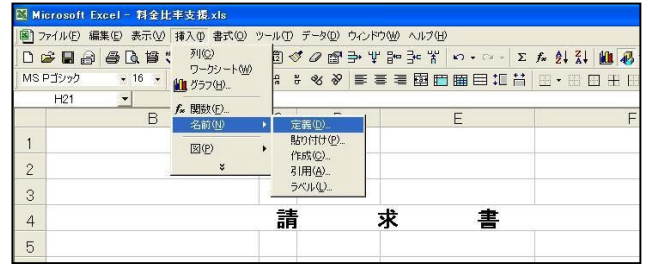 Microsoft Excel - 料金比率支援.xls
ファイル(F) 編集(E) 表示(V) 挿入(I) 書式(O) ツール(T) データ(D) ウィンドウ(W) ヘルプ(H)
MS Pゴシック 16
H21
列(C)
ワークシート(W)
グラフ(H)...
関数(F)...
名前(N)
図(P)
定義(D)...
貼り付け(P)...
作成(C)...
引用(A)...
ラベル(L)...
B E F
1
2
3
4 請 求 書
5